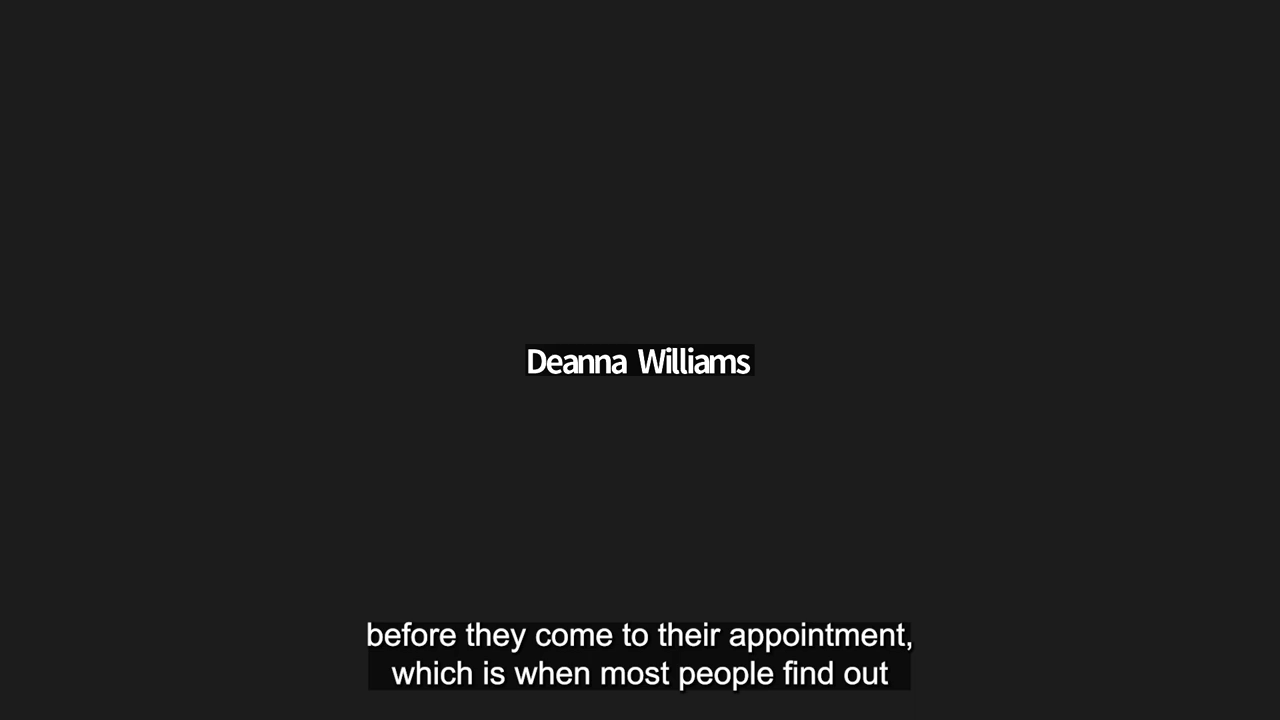 Deanna Williams
before they come to their appointment,
which is when most people find out